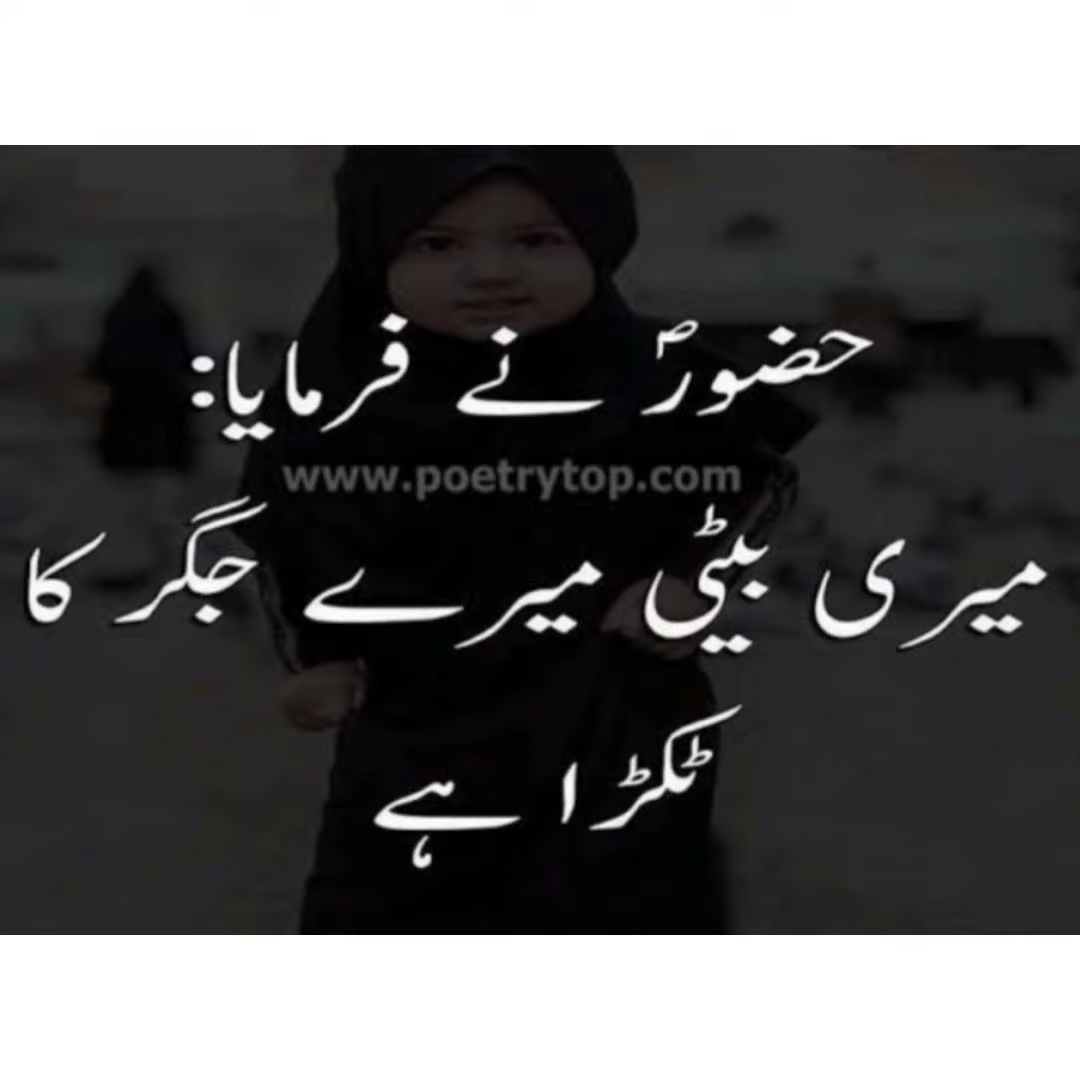 حضورؐ نے فرمایا:
www.poetrytop.com
میری بیٹی میرے جگر کا
ٹکڑا ہے